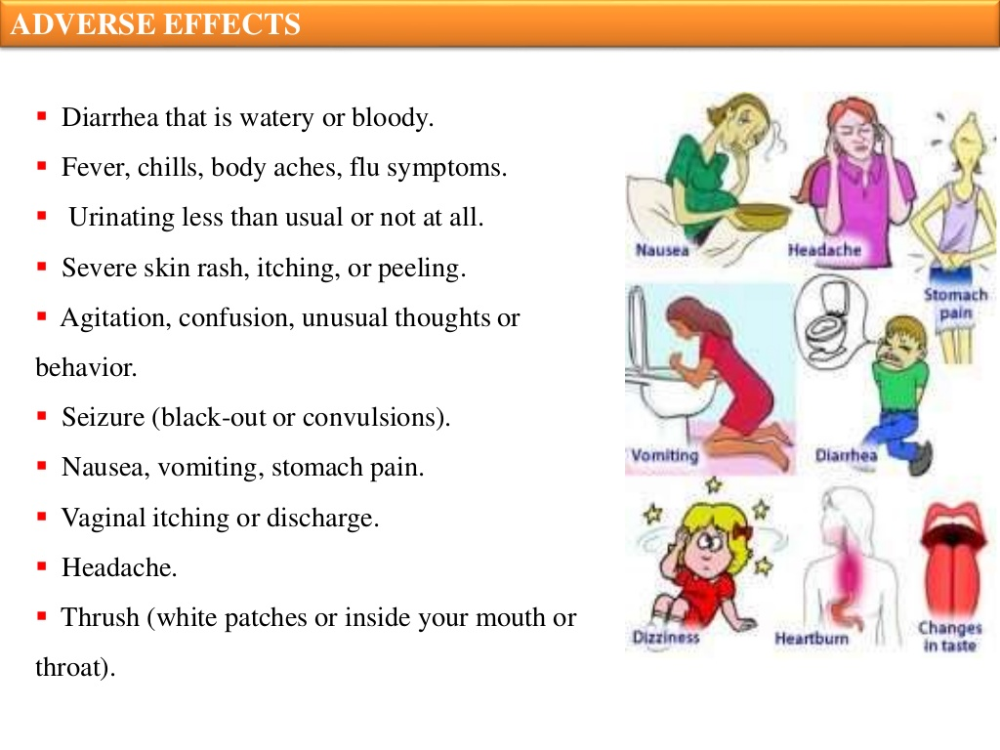 ADVERSE EFFECTS
▪ Diarrhea that is watery or bloody.
▪ Fever, chills, body aches, flu symptoms.
▪ Urinating less than usual or not at all.
▪ Severe skin rash, itching, or peeling.
▪ Agitation, confusion, unusual thoughts or
behavior.
▪ Seizure (black-out or convulsions).
▪ Nausea, vomiting, stomach pain.
▪ Vaginal itching or discharge.
▪ Headache.
▪ Thrush (white patches or inside your mouth or
throat).
Nausea
Headache
Stomach
pain
Vomiting
Diarrhea
Dizziness
Heartburn
Changes
in taste